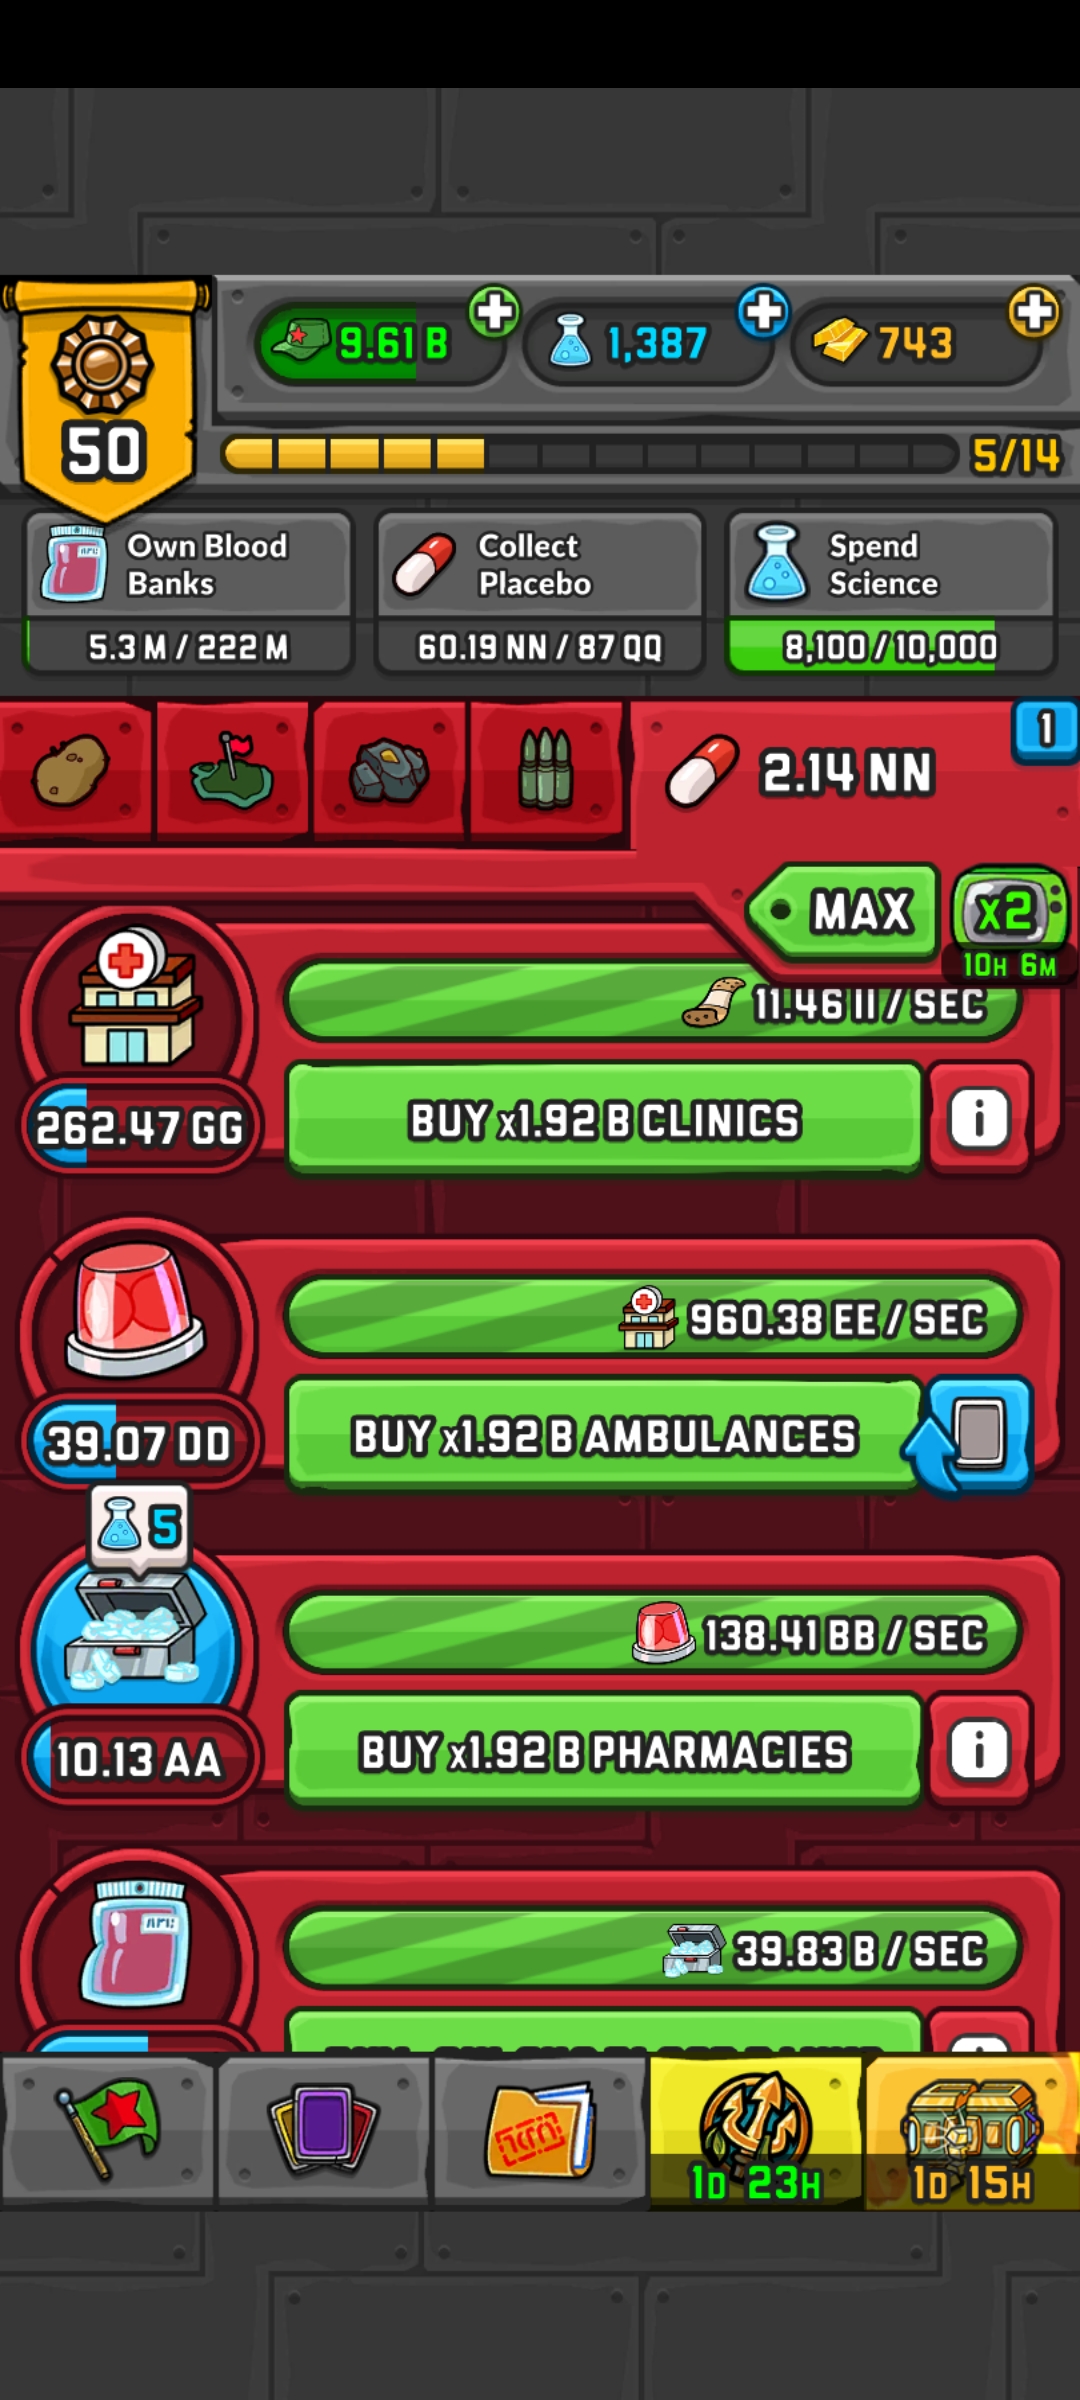 9.61 B
1,387
743
50
5/14
Own Blood
Banks
5.3 M / 222 M
Collect
Placebo
60.19 NN / 87 QQ
Spend
Science
8,100 / 10,000
2.14 NN
1
MAX
x2
10H 6M
11.46 II / SEC
262.47 GG
BUY x1.92 B CLINICS
i
960.38 EE / SEC
39.07 DD
BUY x1.92 B AMBULANCES
5
138.41 BB / SEC
10.13 AA
BUY x1.92 B PHARMACIES
i
39.83 B / SEC
1D 23H
1D 15H